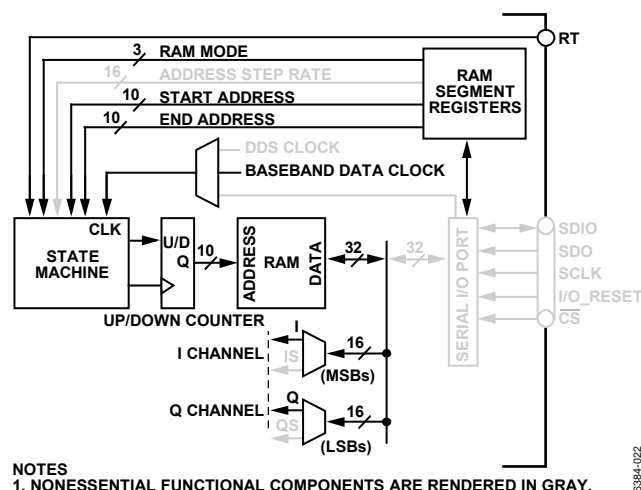 RT
3 RAM MODE
16 ADDRESS STEP RATE
10 START ADDRESS
10 END ADDRESS
RAM
SEGMENT
REGISTERS
DDS CLOCK
BASEBAND DATA CLOCK
CLK
STATE
MACHINE
U/D
Q
10
ADDRESS
RAM
DATA
32
32
SERIAL I/O PORT
SDIO
SDO
SCLK
I/O_RESET
CS
UP/DOWN COUNTER
I CHANNEL
I
IS
16
(MSBs)
Q CHANNEL
Q
QS
16
(LSBs)
NOTES
1. NONESSENTIAL FUNCTIONAL COMPONENTS ARE RENDERED IN GRAY.